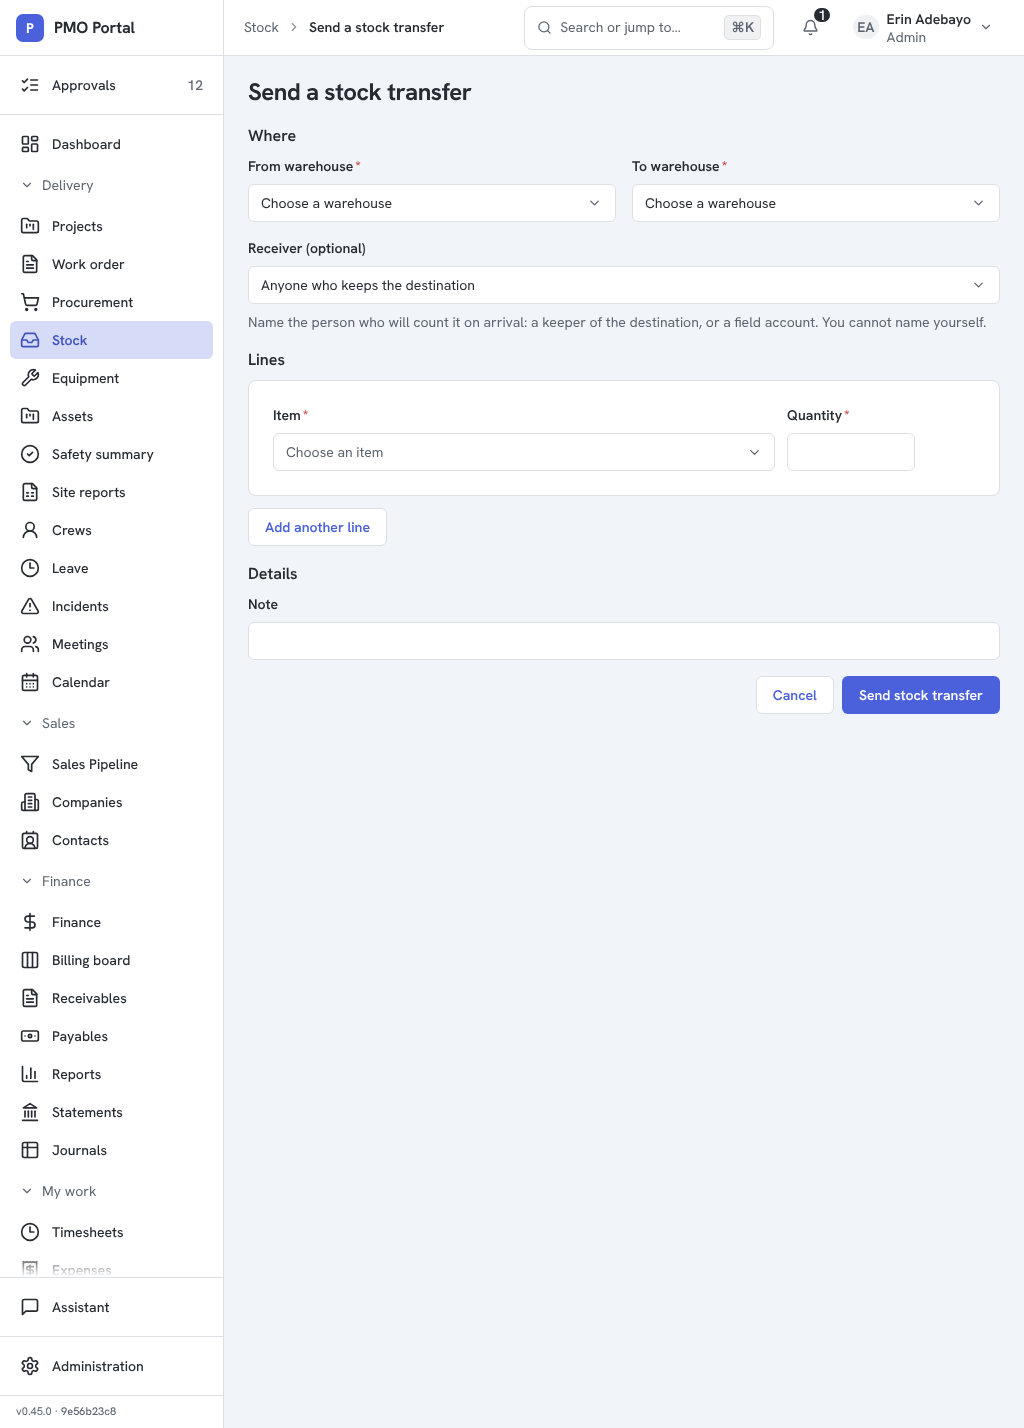 P PMO Portal
Stock > Send a stock transfer
Search or jump to... ⌘K
1
EA Erin Adebayo
Admin
Approvals 12
Dashboard
Delivery
Projects
Work order
Procurement
Stock
Equipment
Assets
Safety summary
Site reports
Crews
Leave
Incidents
Meetings
Calendar
Sales
Sales Pipeline
Companies
Contacts
Finance
Finance
Billing board
Receivables
Payables
Reports
Statements
Journals
My work
Timesheets
Expenses
Assistant
Administration
v0.45.0 · 9e56b23c8
Send a stock transfer
Where
From warehouse * To warehouse *
Choose a warehouse Choose a warehouse
Receiver (optional)
Anyone who keeps the destination
Name the person who will count it on arrival: a keeper of the destination, or a field account. You cannot name yourself.
Lines
Item * Quantity *
Choose an item
Add another line
Details
Note
Cancel Send stock transfer